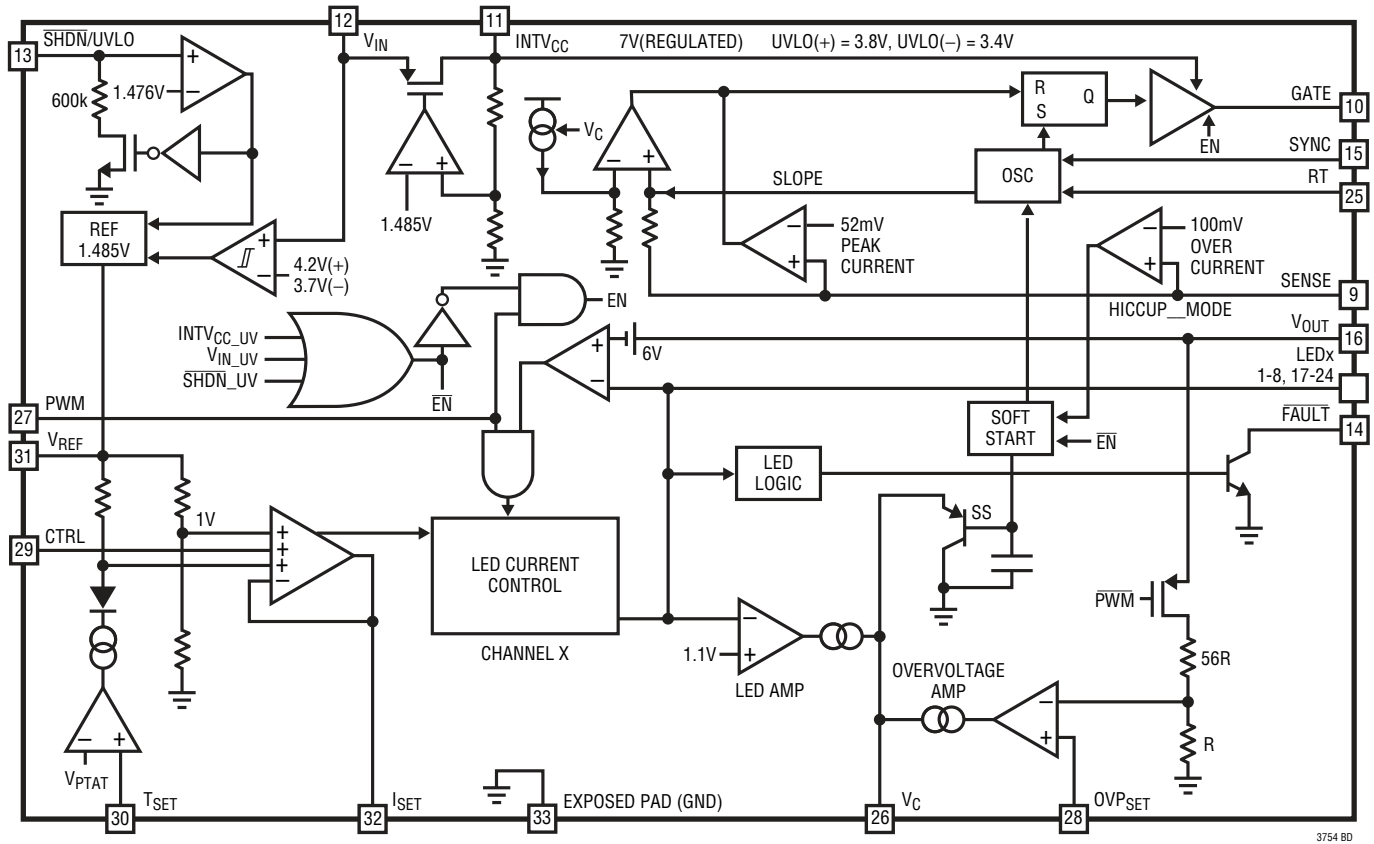 12
11
SHDN/UVLO
VIN
INTVCC
7V(REGULATED)
UVLO(+) = 3.8V, UVLO(–) = 3.4V
13
+
–
1.476V
600k
VC
–
+
R
S
Q
GATE
10
EN
SYNC
15
OSC
RT
25
SLOPE
–
+
1.485V
REF
1.485V
+
–
4.2V(+)
3.7V(–)
–
+
52mV
PEAK
CURRENT
–
+
100mV
OVER
CURRENT
SENSE
9
HICCUP__MODE
EN
INTVCC_UV
VIN_UV
SHDN_UV
EN
+
–
6V
VOUT
16
LEDx
1-8, 17-24
PWM
27
FAULT
14
SOFT
START
EN
VREF
31
LED
LOGIC
1V
+
+
+
–
CTRL
29
LED CURRENT
CONTROL
CHANNEL X
SS
PWM
–
+
1.1V
LED AMP
56R
OVERVOLTAGE
AMP
–
+
R
–
+
VPTAT
TSET
30
ISET
32
33
EXPOSED PAD (GND)
VC
26
OVPSET
28
3754 BD